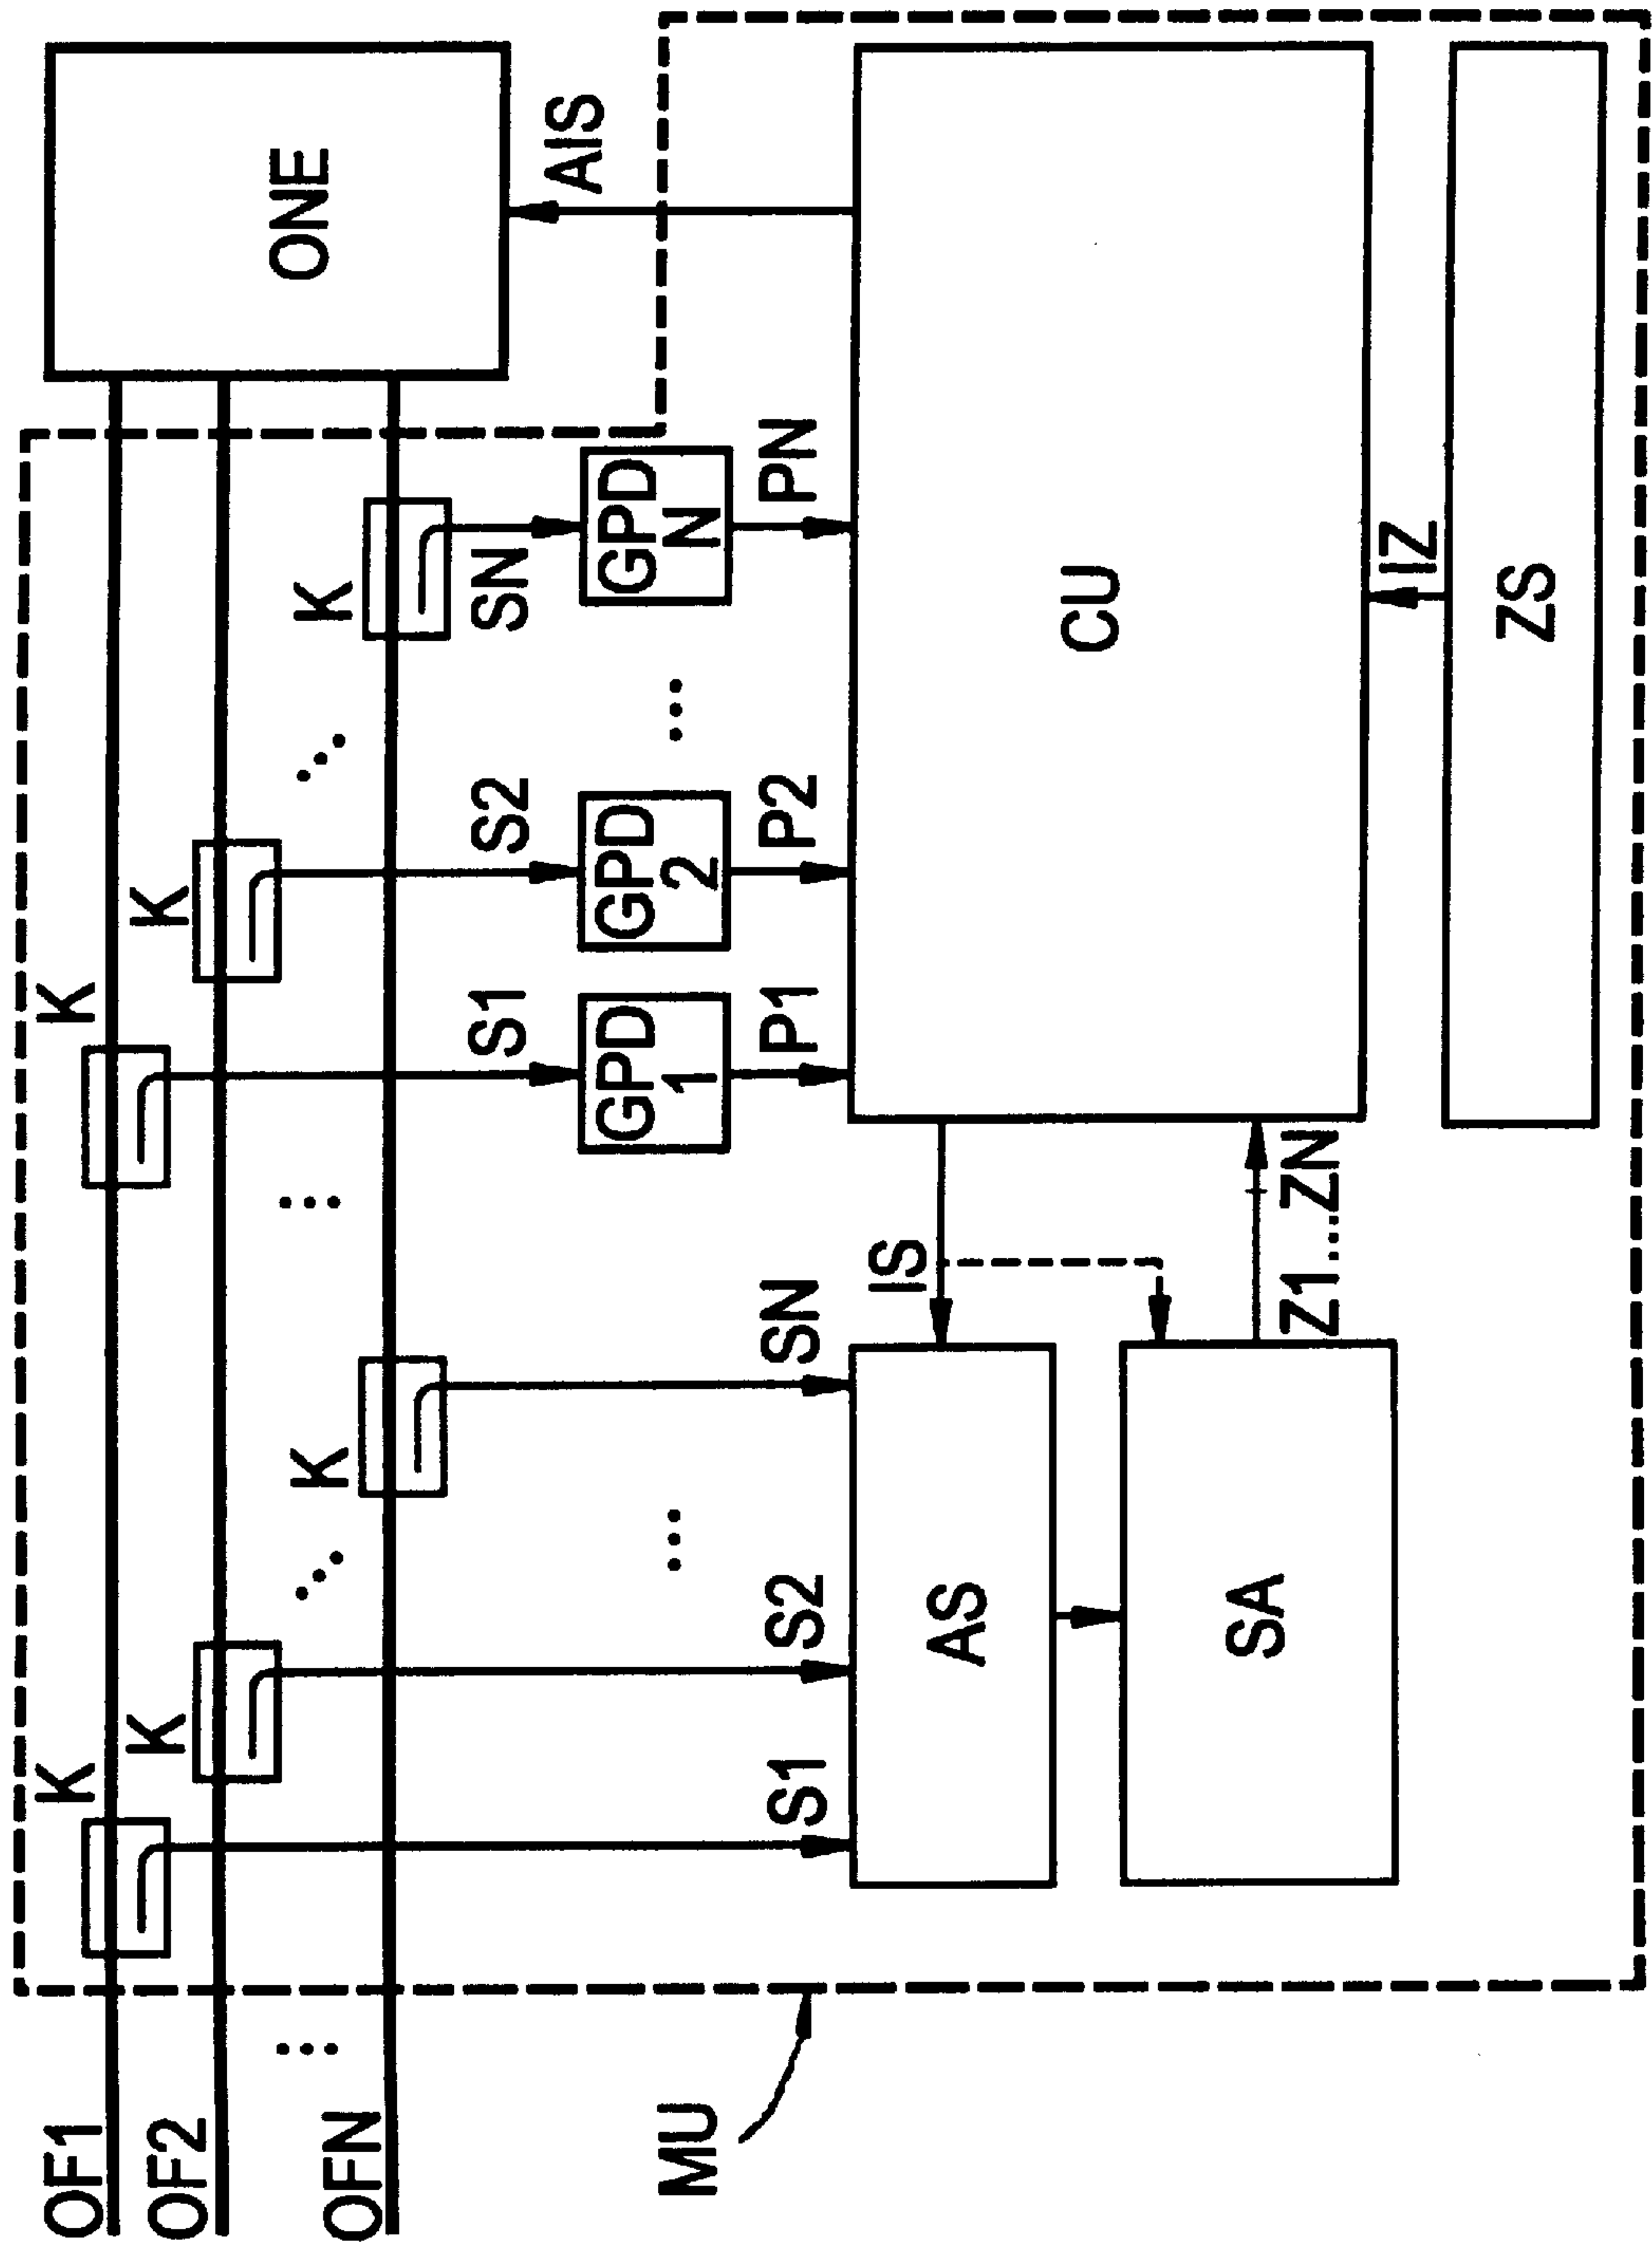 OF1
OF2
OFN
MU
K
K
K
K
K
K
S1
S2
SN
S1
S2
SN
GPD
1
GPD
2
GPD
N
P1
P2
PN
ONE
AIS
AS
SA
IS
Z1...ZN
CU
IZ
ZS